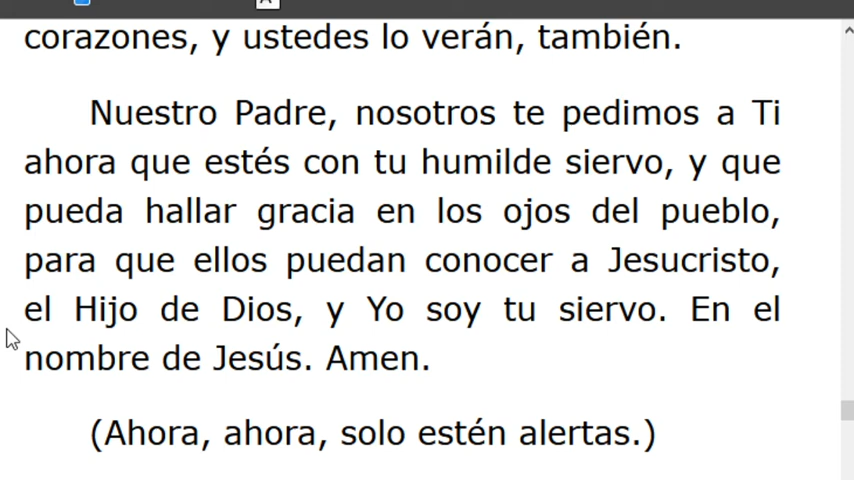 corazones, y ustedes lo verán, también.
Nuestro Padre, nosotros te pedimos a Ti
ahora que estés con tu humilde siervo, y que
pueda hallar gracia en los ojos del pueblo,
para que ellos puedan conocer a Jesucristo,
el Hijo de Dios, y Yo soy tu siervo. En el
nombre de Jesús. Amen.
(Ahora, ahora, solo estén alertas.)